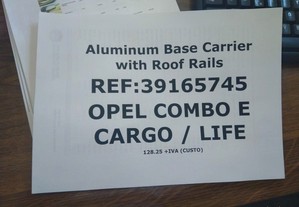 Aluminum Base Carrier
with Roof Rails
REF:39165745
OPEL COMBO E
CARGO / LIFE
128.25 +IVA (CUSTO)